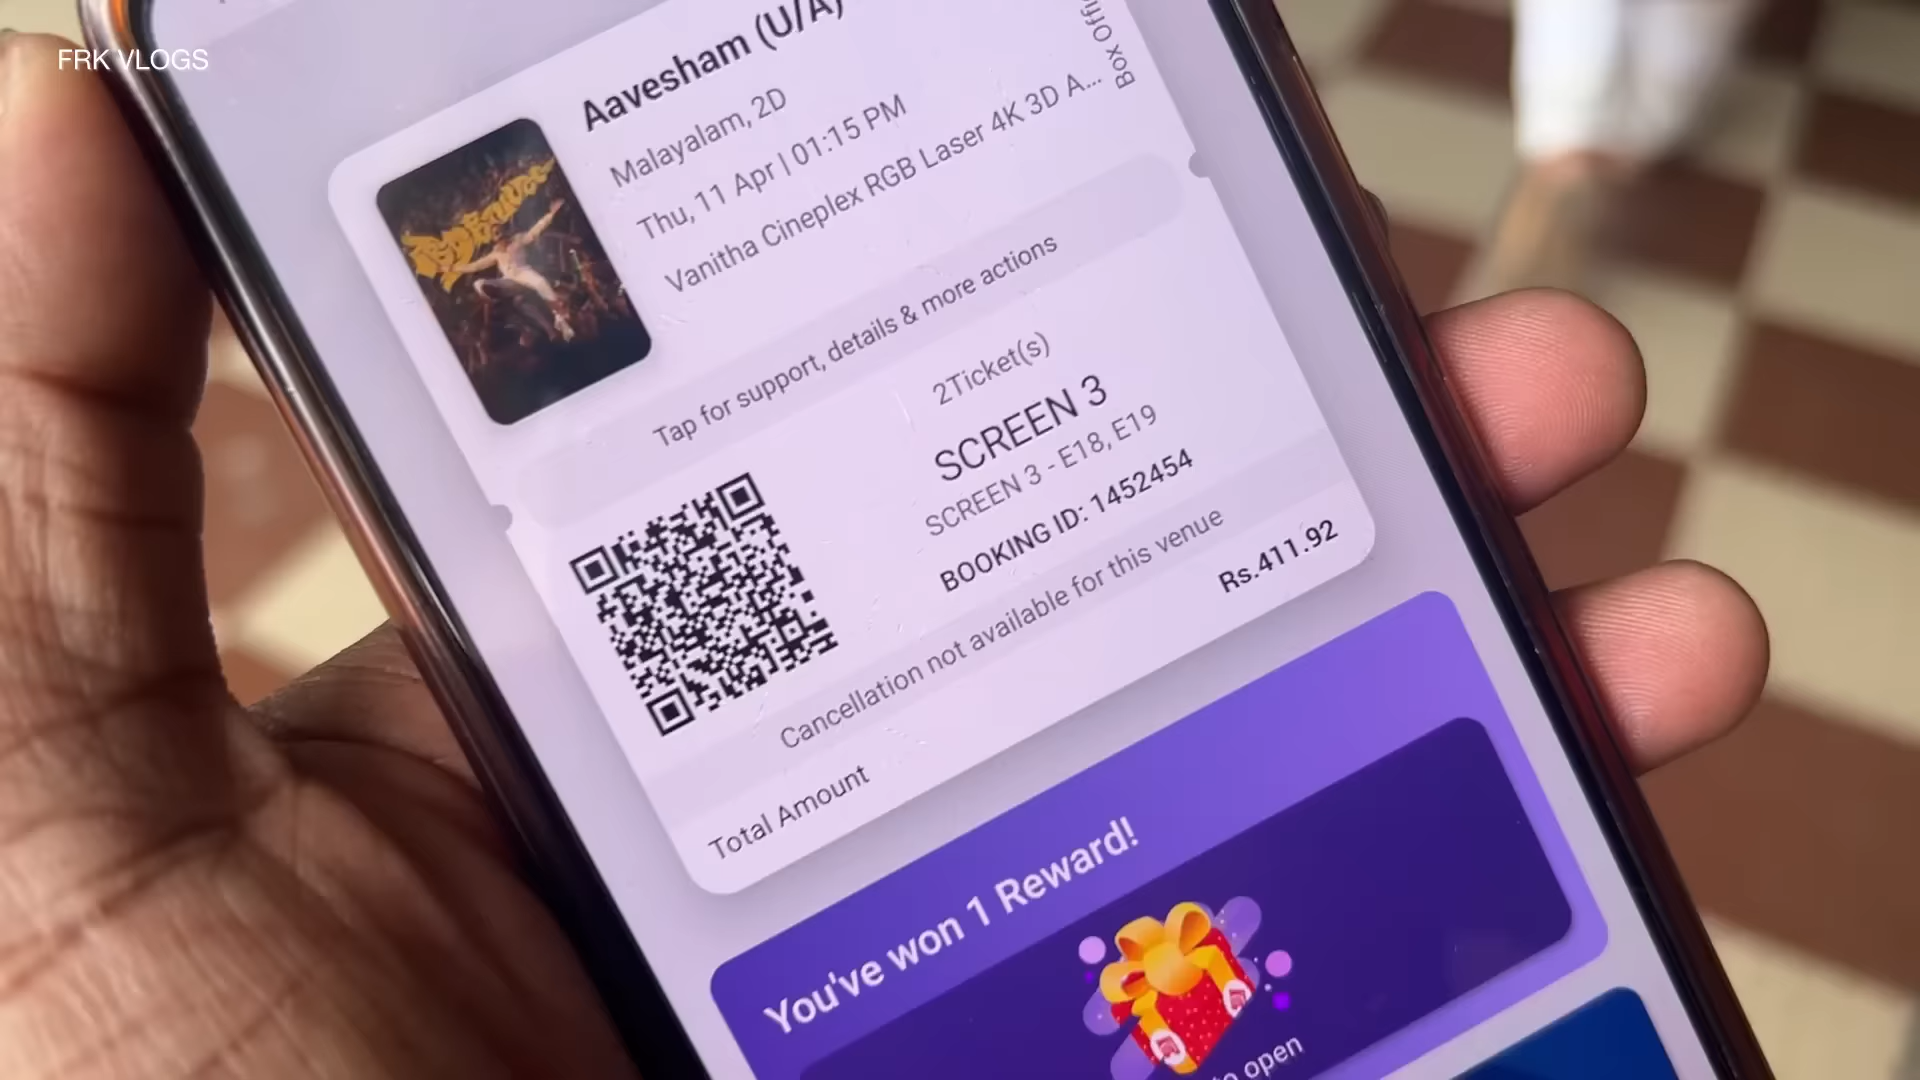 FRK VLOGS
Aavesham (U/A)
Malayalam, 2D
Thu, 11 Apr | 01:15 PM
Vanitha Cineplex RGB Laser 4K 3D A...
Box Offi
Tap for support, details & more actions
2Ticket(s)
SCREEN 3
SCREEN 3 - E18, E19
BOOKING ID: 1452454
Cancellation not available for this venue
Total Amount
Rs.411.92
You've won 1 Reward!
to open